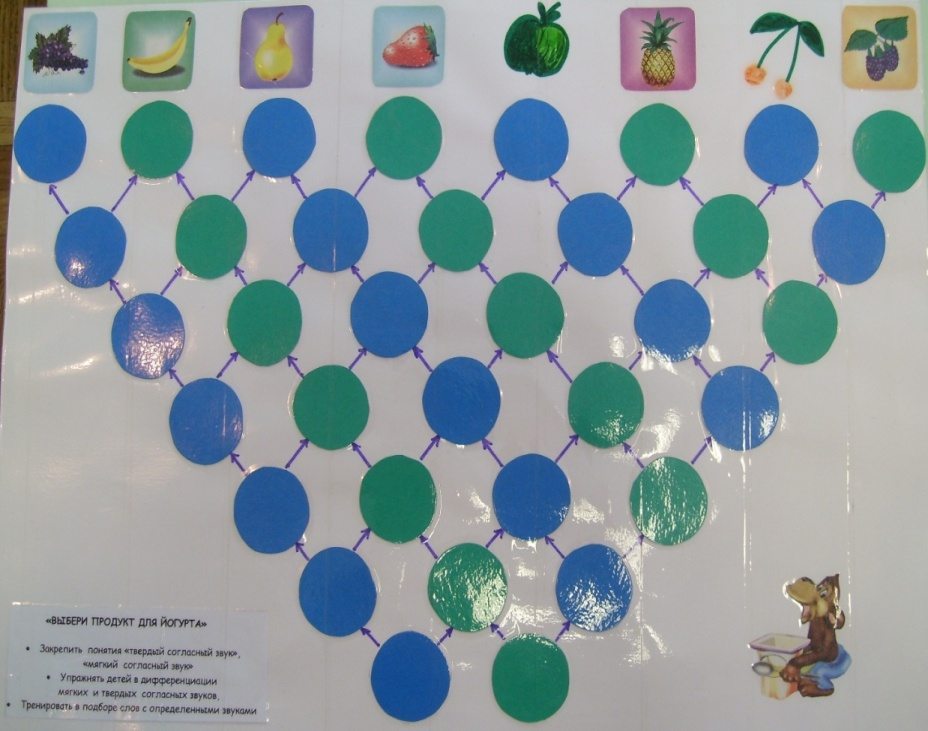 «ВЫБЕРИ ПРОДУКТ ДЛЯ ЙОГУРТА»
• Закрепить понятия «твердый согласный звук»,
«мягкий согласный звук»
• Упражнять детей в дифференциации
мягких и твердых согласных звуков,
• Тренировать в подборе слов с определенными звуками